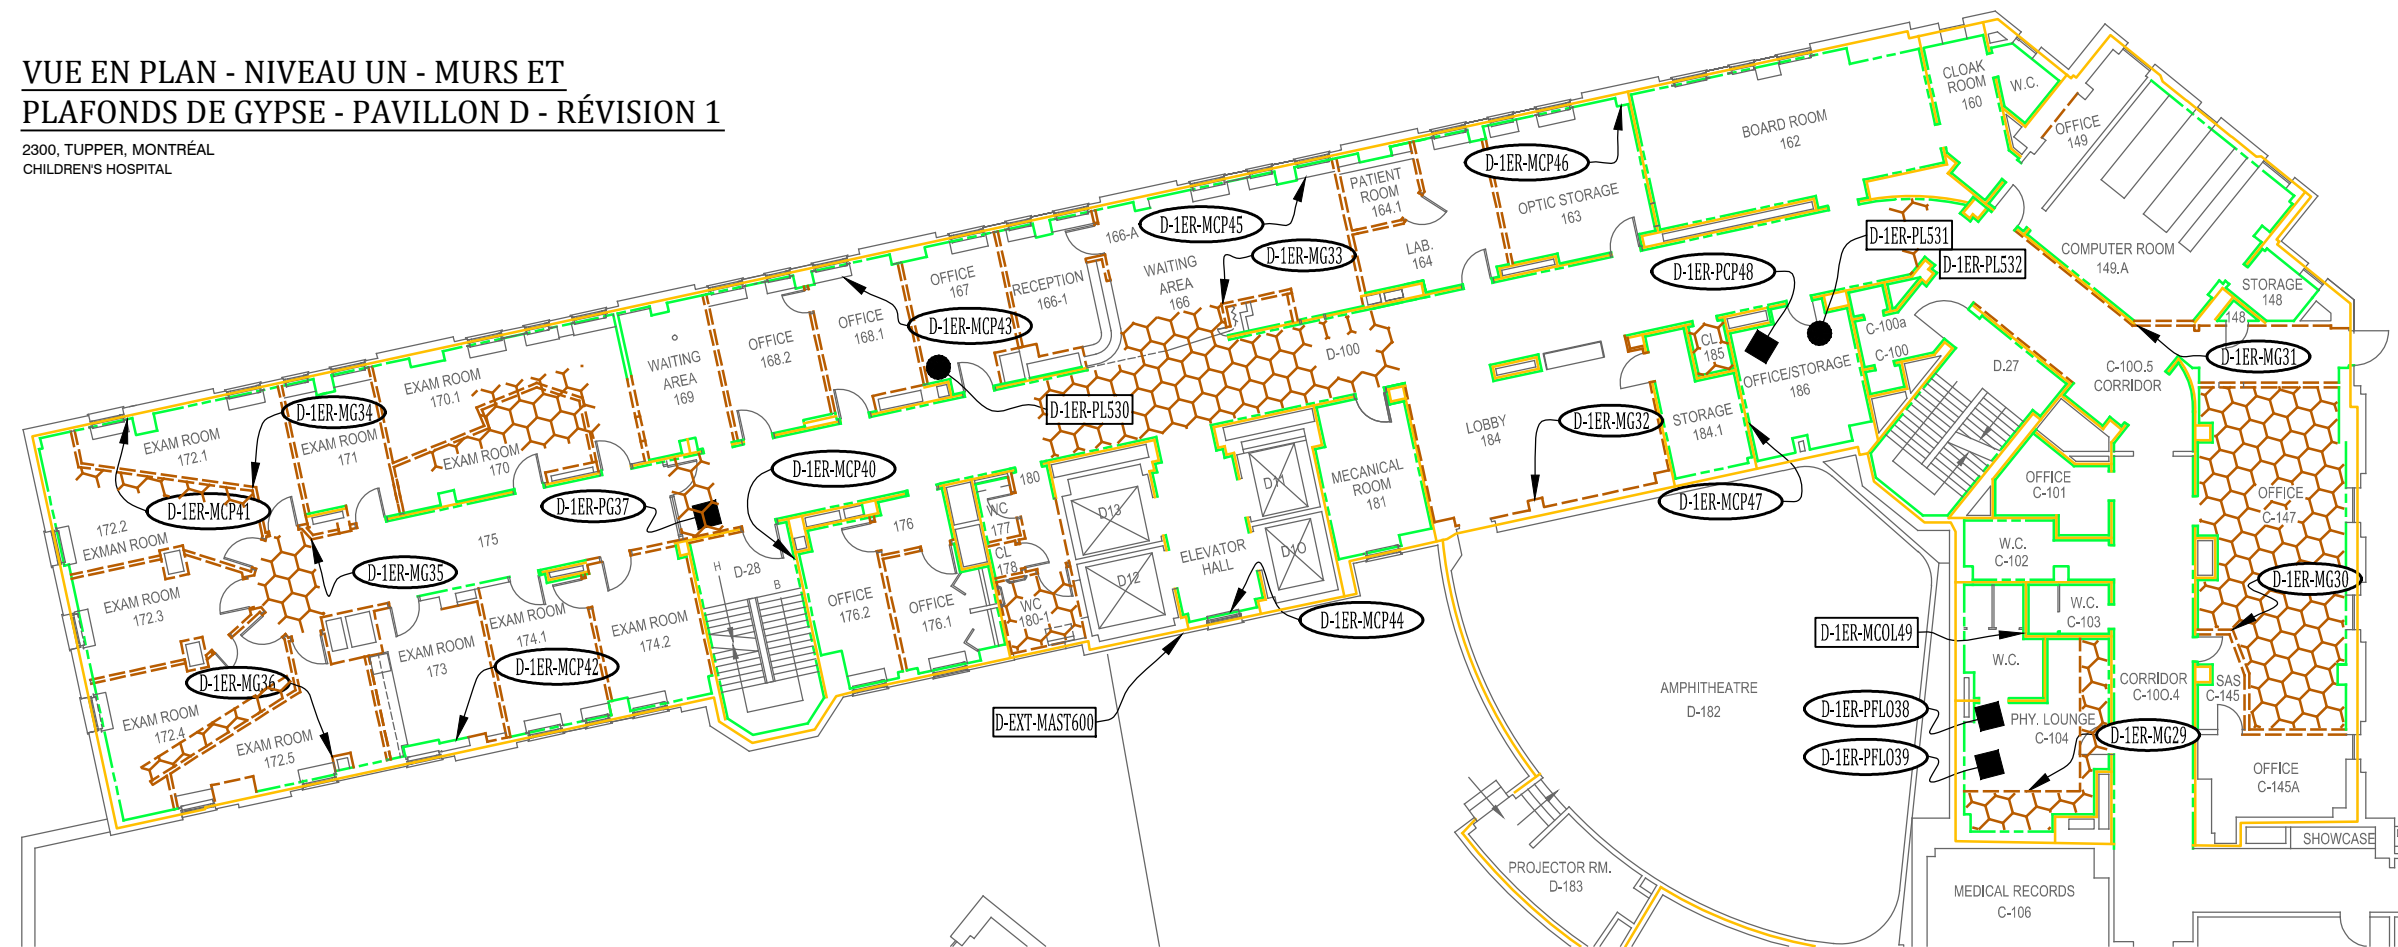 VUE EN PLAN - NIVEAU UN - MURS ET
PLAFONDS DE GYPSE - PAVILLON D - RÉVISION 1
2300, TUPPER, MONTRÉAL
CHILDREN'S HOSPITAL
CLOAK
ROOM
160
W.C.
OFFICE
149
BOARD ROOM
162
D-1ER-MCP46
PATIENT
ROOM
164.1
OPTIC STORAGE
163
D-1ER-MCP45
166-A
D-1ER-PL531
D-1ER-PL532
COMPUTER ROOM
149.A
LAB.
164
D-1ER-MG33
D-1ER-PCP48
WAITING
AREA
166
OFFICE
167
RECEPTION
166-1
STORAGE
148
148
D-1ER-MCP43
OFFICE
168.1
OFFICE
168.2
WAITING
AREA
169
D-100
C-100a
C-100
CL.
185
OFFICE/STORAGE
186
D.27
C-100.5
CORRIDOR
D-1ER-MG31
EXAM ROOM
170.1
D-1ER-MG34
D-1ER-PL530
D-1ER-MG32
STORAGE
184.1
LOBBY
184
EXAM ROOM
172.1
EXAM ROOM
171
EXAM ROOM
170
D-1ER-MCP40
MECANICAL
ROOM
181
D11
D13
180
OFFICE
C-101
OFFICE
C-147
D-1ER-MCP41
D-1ER-PG37
D-1ER-MCP47
172.2
EXMAN ROOM
175
176
WC
177
CL
178
ELEVATOR
HALL
D10
D12
W.C.
C-102
D-1ER-MG35
D-28
H
B
D-1ER-MG30
EXAM ROOM
172.3
EXAM ROOM
174.1
EXAM ROOM
174.2
OFFICE
176.2
OFFICE
176.1
WC
180-1
D-1ER-MCP44
W.C.
C-103
D-1ER-MCOL49
EXAM ROOM
173
D-1ER-MCP42
W.C.
D-1ER-MG36
CORRIDOR
C-100.4
SAS
C-145
AMPHITHEATRE
D-182
EXAM ROOM
172.4
EXAM ROOM
172.5
D-EXT-MAST600
D-1ER-PFLO38
PHY. LOUNGE
C-104
D-1ER-MG29
D-1ER-PFLO39
OFFICE
C-145A
SHOWCASE
PROJECTOR RM.
D-183
MEDICAL RECORDS
C-106